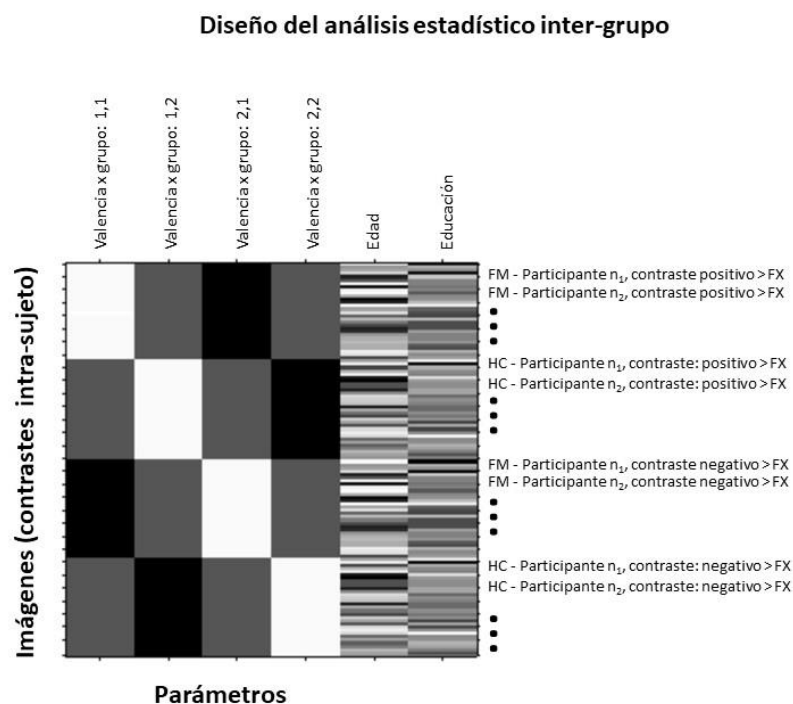 Diseño del análisis estadístico inter-grupo
Valencia x grupo: 1,1
Valencia x grupo: 1,2
Valencia x grupo: 2,1
Valencia x grupo: 2,2
Edad
Educación
Imágenes (contrastes intra-sujeto)
FM - Participante n₁, contraste positivo > FX
FM - Participante n₂, contraste positivo > FX
HC - Participante n₁, contraste: positivo > FX
HC - Participante n₂, contraste: positivo > FX
FM - Participante n₁, contraste negativo > FX
FM - Participante n₂, contraste negativo > FX
HC - Participante n₁, contraste: negativo > FX
HC - Participante n₂, contraste: negativo > FX
Parámetros